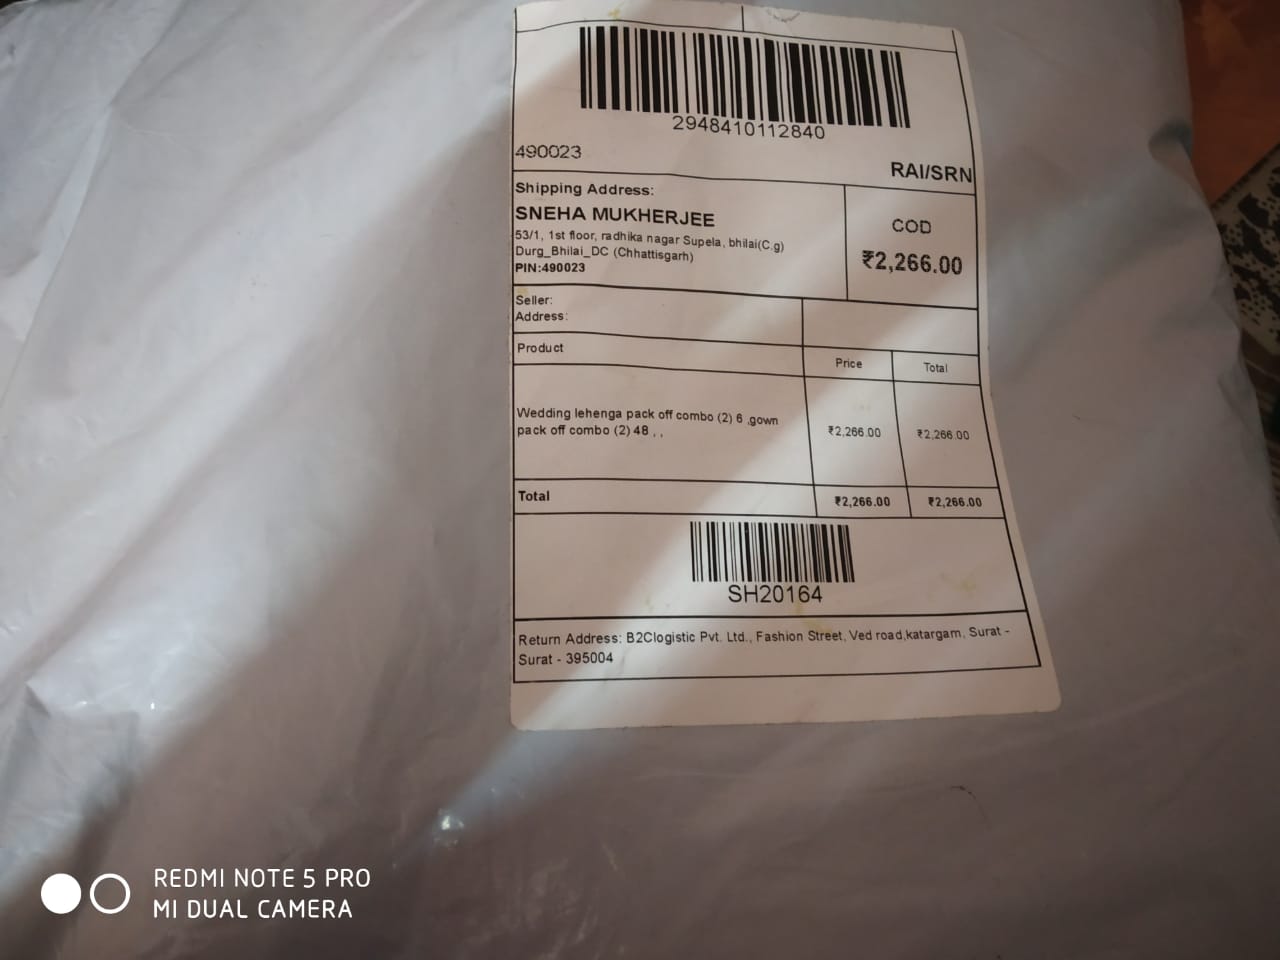 2948410112840
490023
RAI/SRN
Shipping Address:
SNEHA MUKHERJEE
53/1, 1st floor, radhika nagar Supela, bhilai(C.g)
Durg_Bhilai_DC (Chhattisgarh)
PIN:490023
COD
₹2,266.00
Seller:
Address:
Product
Price
Total
Wedding lehenga pack off combo (2) 6 ,gown
pack off combo (2) 48 , ,
₹2,266.00
₹2,266.00
Total
₹2,266.00
₹2,266.00
SH20164
Return Address: B2Clogistic Pvt. Ltd., Fashion Street, Ved road,katargam, Surat -
Surat - 395004
REDMI NOTE 5 PRO
MI DUAL CAMERA